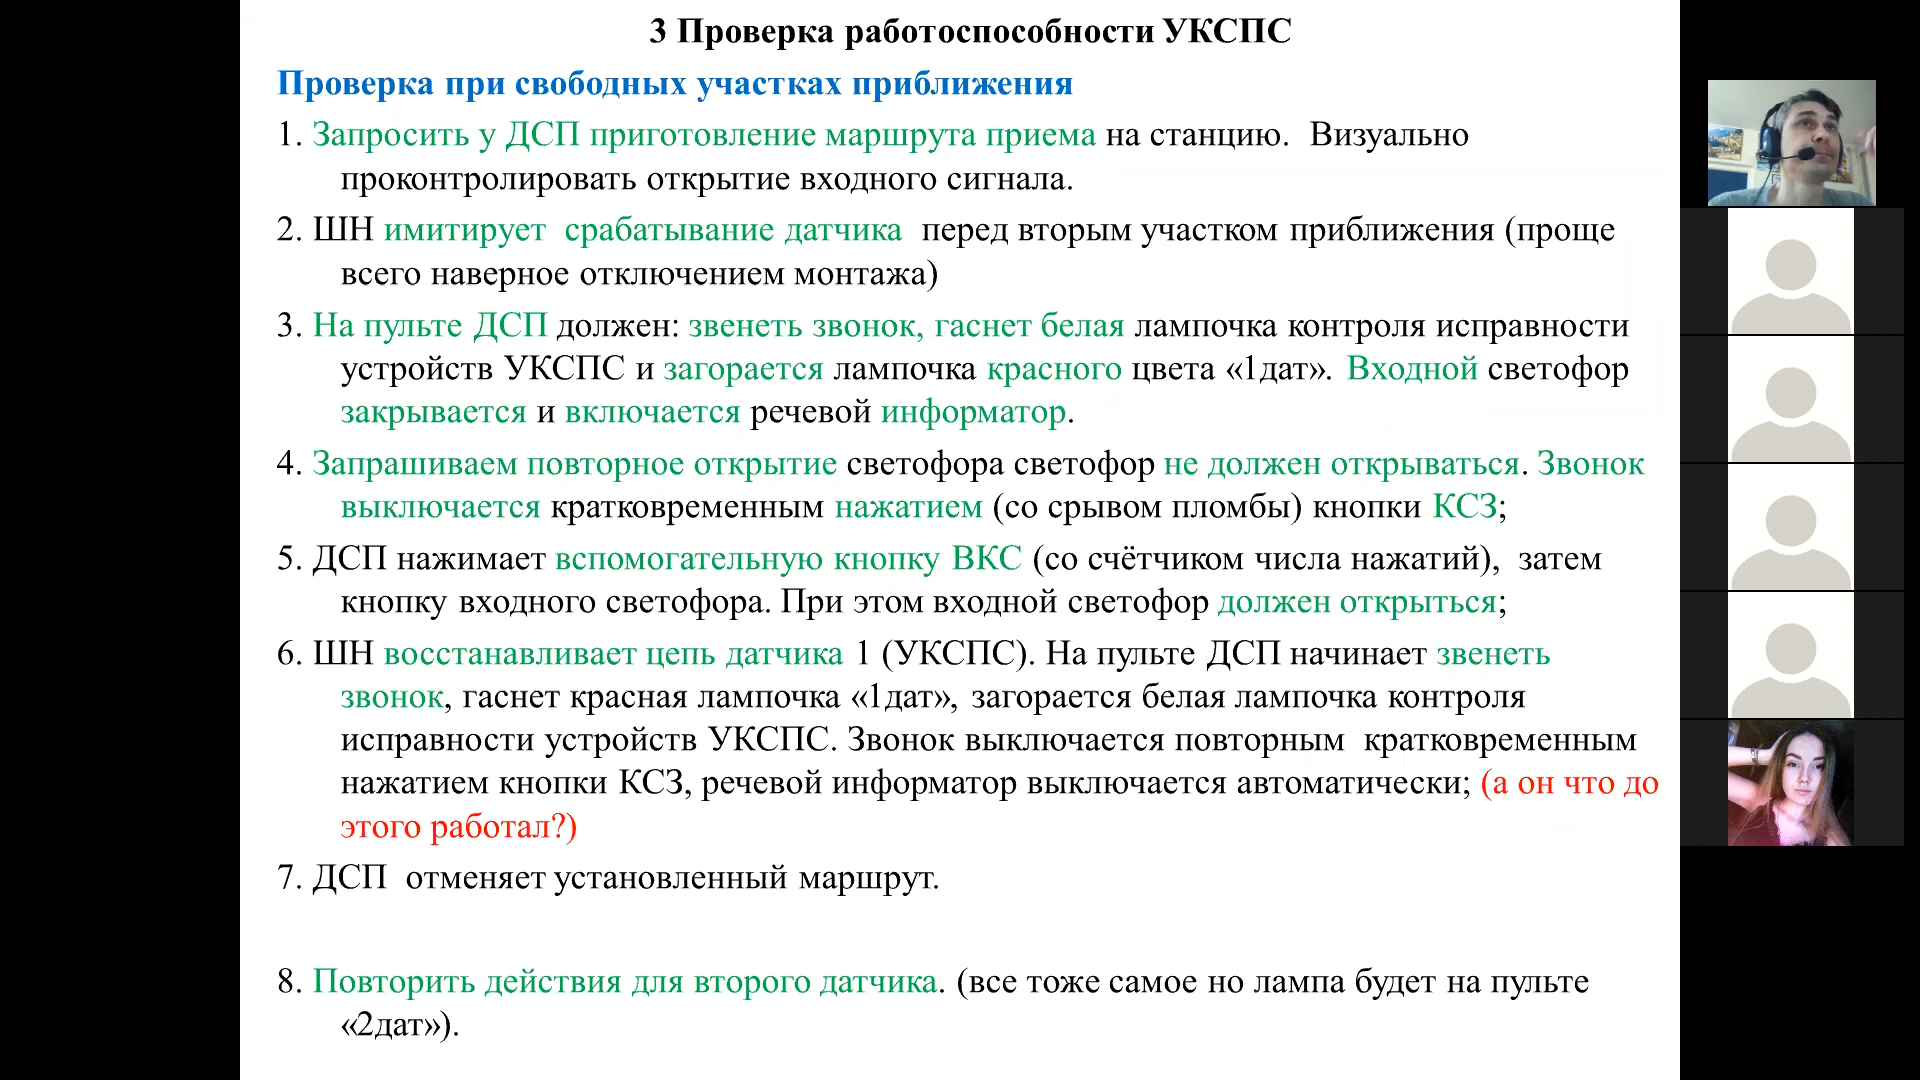 3 Проверка работоспособности УКСПС
Проверка при свободных участках приближения
1. Запросить у ДСП приготовление маршрута приема на станцию. Визуально
проконтролировать открытие входного сигнала.
2. ШН имитирует срабатывание датчика перед вторым участком приближения (проще
всего наверное отключением монтажа)
3. На пульте ДСП должен: звенеть звонок, гаснет белая лампочка контроля исправности
устройств УКСПС и загорается лампочка красного цвета «1дат». Входной светофор
закрывается и включается речевой информатор.
4. Запрашиваем повторное открытие светофора светофор не должен открываться. Звонок
выключается кратковременным нажатием (со срывом пломбы) кнопки КСЗ;
5. ДСП нажимает вспомогательную кнопку ВКС (со счётчиком числа нажатий), затем
кнопку входного светофора. При этом входной светофор должен открыться;
6. ШН восстанавливает цепь датчика 1 (УКСПС). На пульте ДСП начинает звенеть
звонок, гаснет красная лампочка «1дат», загорается белая лампочка контроля
исправности устройств УКСПС. Звонок выключается повторным кратковременным
нажатием кнопки КСЗ, речевой информатор выключается автоматически; (а он что до
этого работал?)
7. ДСП отменяет установленный маршрут.
8. Повторить действия для второго датчика. (все тоже самое но лампа будет на пульте
«2дат»).